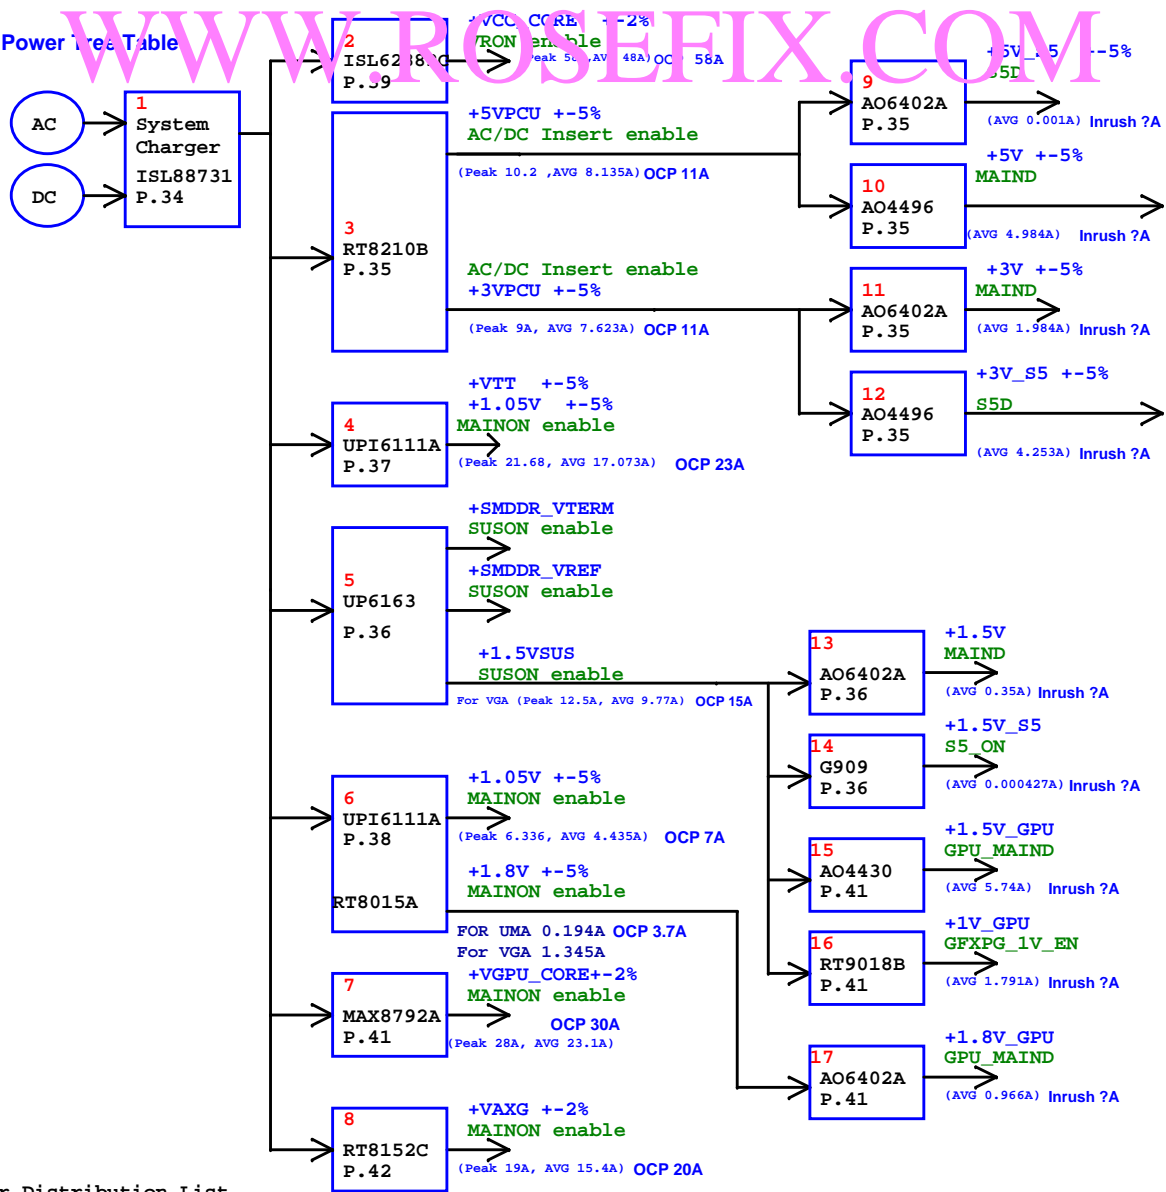 WWW.ROSEFIX.COM
Power Tree Table
AC
DC
1
System
Charger
ISL88731
P.34
2
P.39
+VCC_CORE +-2%
VRON enable
OCP 58A
3
RT8210B
P.35
+5VPCU +-5%
AC/DC Insert enable
(Peak 10.2 ,AVG 8.135A) OCP 11A
AC/DC Insert enable
+3VPCU +-5%
(Peak 9A, AVG 7.623A) OCP 11A
4
UPI6111A
P.37
+VTT +-5%
+1.05V +-5%
MAINON enable
(Peak 21.68, AVG 17.073A) OCP 23A
5
UP6163
P.36
+SMDDR_VTERM
SUSON enable
+SMDDR_VREF
SUSON enable
+1.5VSUS
SUSON enable
For VGA (Peak 12.5A, AVG 9.77A) OCP 15A
6
UPI6111A
P.38
RT8015A
+1.05V +-5%
MAINON enable
(Peak 6.336, AVG 4.435A) OCP 7A
+1.8V +-5%
MAINON enable
FOR UMA 0.194A OCP 3.7A
For VGA 1.345A
7
MAX8792A
P.41
+VGPU_CORE+-2%
MAINON enable
OCP 30A
(Peak 28A, AVG 23.1A)
8
RT8152C
P.42
+VAXG +-2%
MAINON enable
(Peak 19A, AVG 15.4A) OCP 20A
9
AO6402A
P.35
+5V_S5 +-5%
S5D
(AVG 0.001A) Inrush ?A
10
AO4496
P.35
+5V +-5%
MAIND
(AVG 4.984A) Inrush ?A
11
AO6402A
P.35
+3V +-5%
MAIND
(AVG 1.984A) Inrush ?A
12
AO4496
P.35
+3V_S5 +-5%
S5D
(AVG 4.253A) Inrush ?A
13
AO6402A
P.36
+1.5V
MAIND
(AVG 0.35A) Inrush ?A
14
G909
P.36
+1.5V_S5
S5_ON
(AVG 0.000427A) Inrush ?A
15
AO4430
P.41
+1.5V_GPU
GPU_MAIND
(AVG 5.74A) Inrush ?A
16
RT9018B
P.41
+1V_GPU
GFXPG_1V_EN
(AVG 1.791A) Inrush ?A
17
AO6402A
P.41
+1.8V_GPU
GPU_MAIND
(AVG 0.966A) Inrush ?A
Distribution List